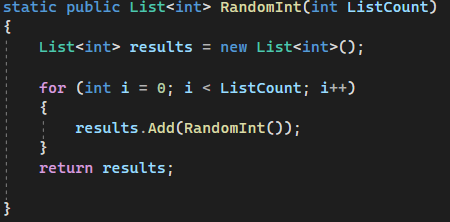 static public List<int> RandomInt(int ListCount)
{
    List<int> results = new List<int>();

    for (int i = 0; i < ListCount; i++)
    {
        results.Add(RandomInt());
    }
    return results;

}